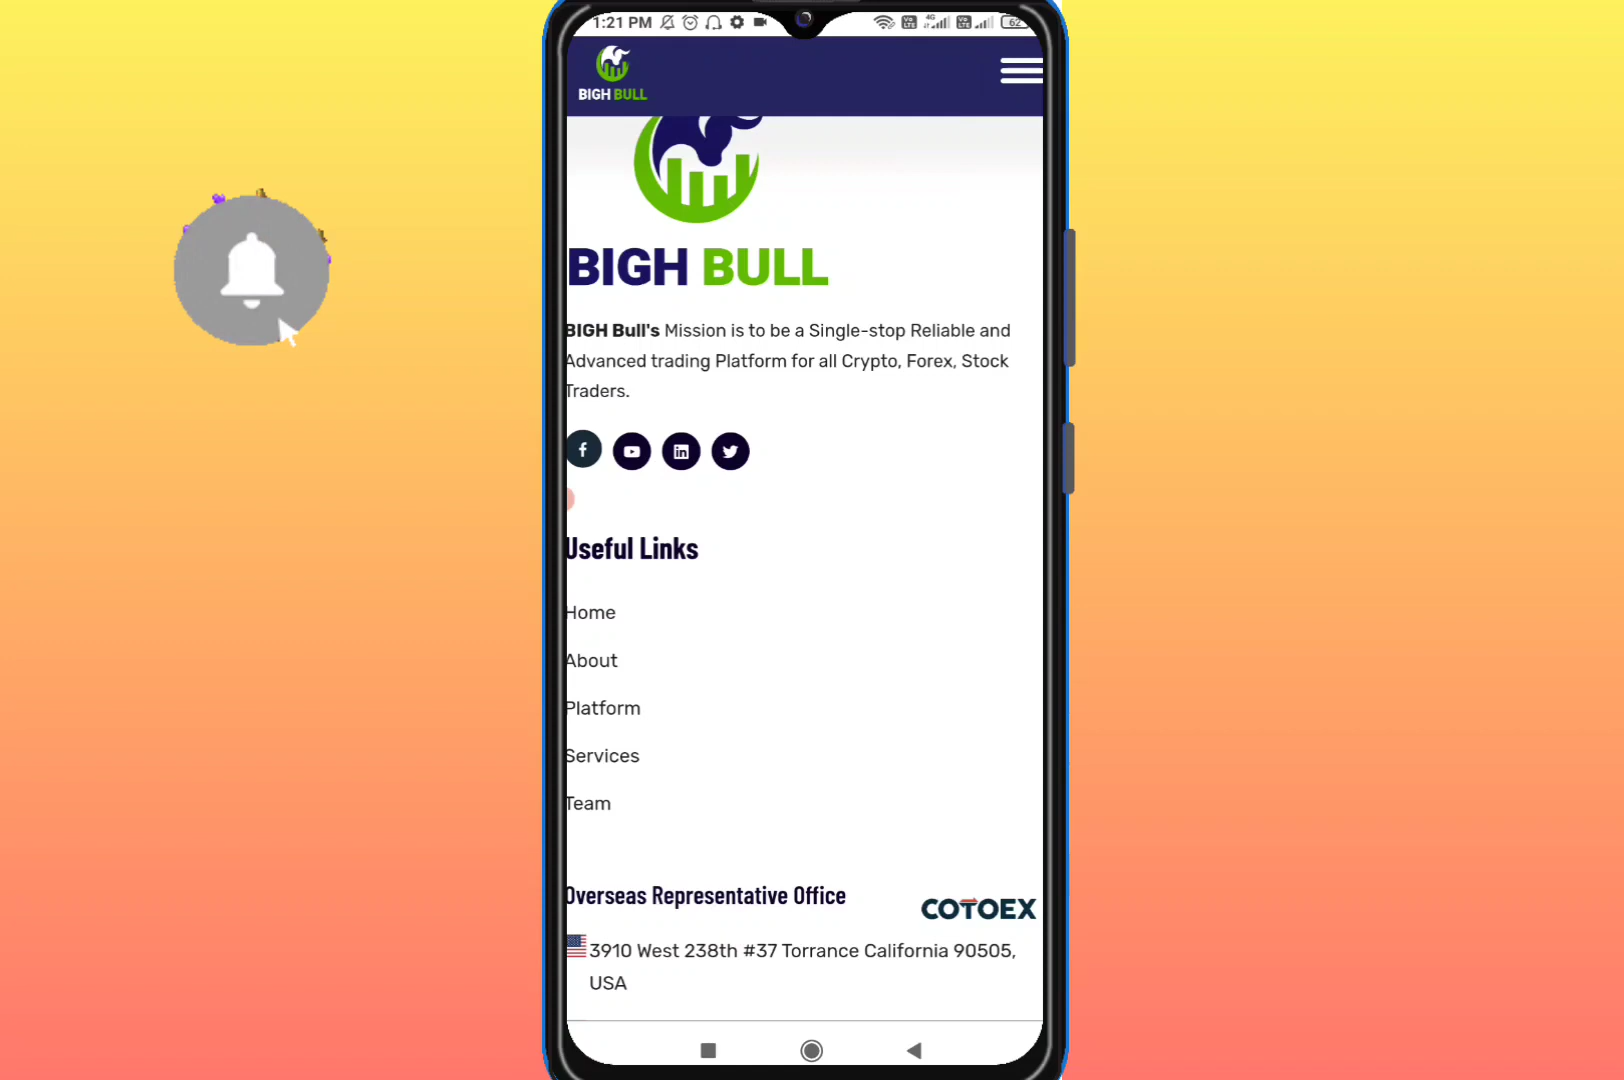 1:21 PM
4G
62
BIGH BULL
BIGH BULL
BIGH Bull's Mission is to be a Single-stop Reliable and
Advanced trading Platform for all Crypto, Forex, Stock
Traders.
Useful Links
Home
About
Platform
Services
Team
Overseas Representative Office
COTOEX
3910 West 238th #37 Torrance California 90505,
USA